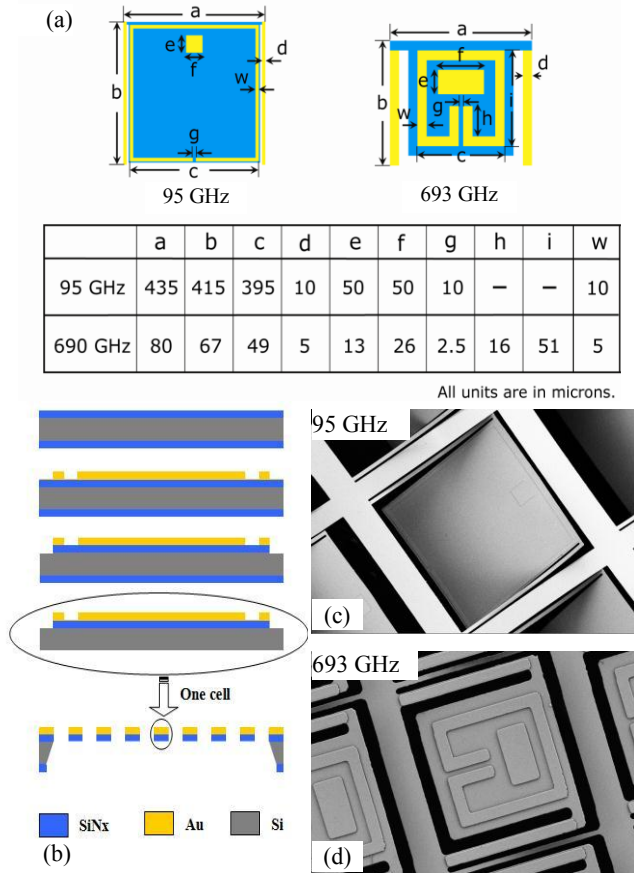 (a)
a
b
c
d
e
f
g
w
95 GHz
a
b
c
d
e
f
g
h
i
w
693 GHz
a b c d e f g h i w
95 GHz 435 415 395 10 50 50 10 – – 10
690 GHz 80 67 49 5 13 26 2.5 16 51 5
All units are in microns.
One cell
SiNx Au Si
(b)
95 GHz
(c)
693 GHz
(d)